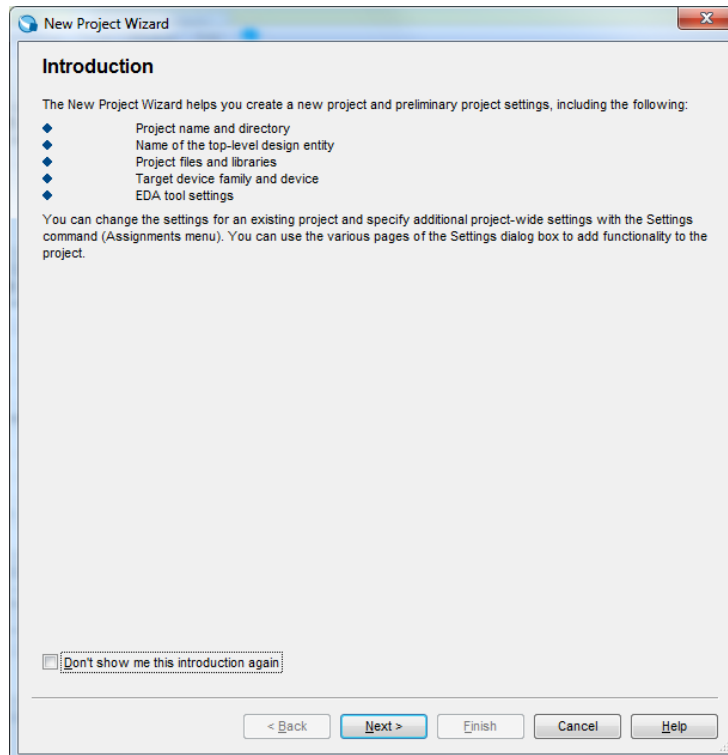 New Project Wizard
Introduction
The New Project Wizard helps you create a new project and preliminary project settings, including the following:
Project name and directory
Name of the top-level design entity
Project files and libraries
Target device family and device
EDA tool settings
You can change the settings for an existing project and specify additional project-wide settings with the Settings
command (Assignments menu). You can use the various pages of the Settings dialog box to add functionality to the
project.
Don't show me this introduction again
< Back Next > Finish Cancel Help